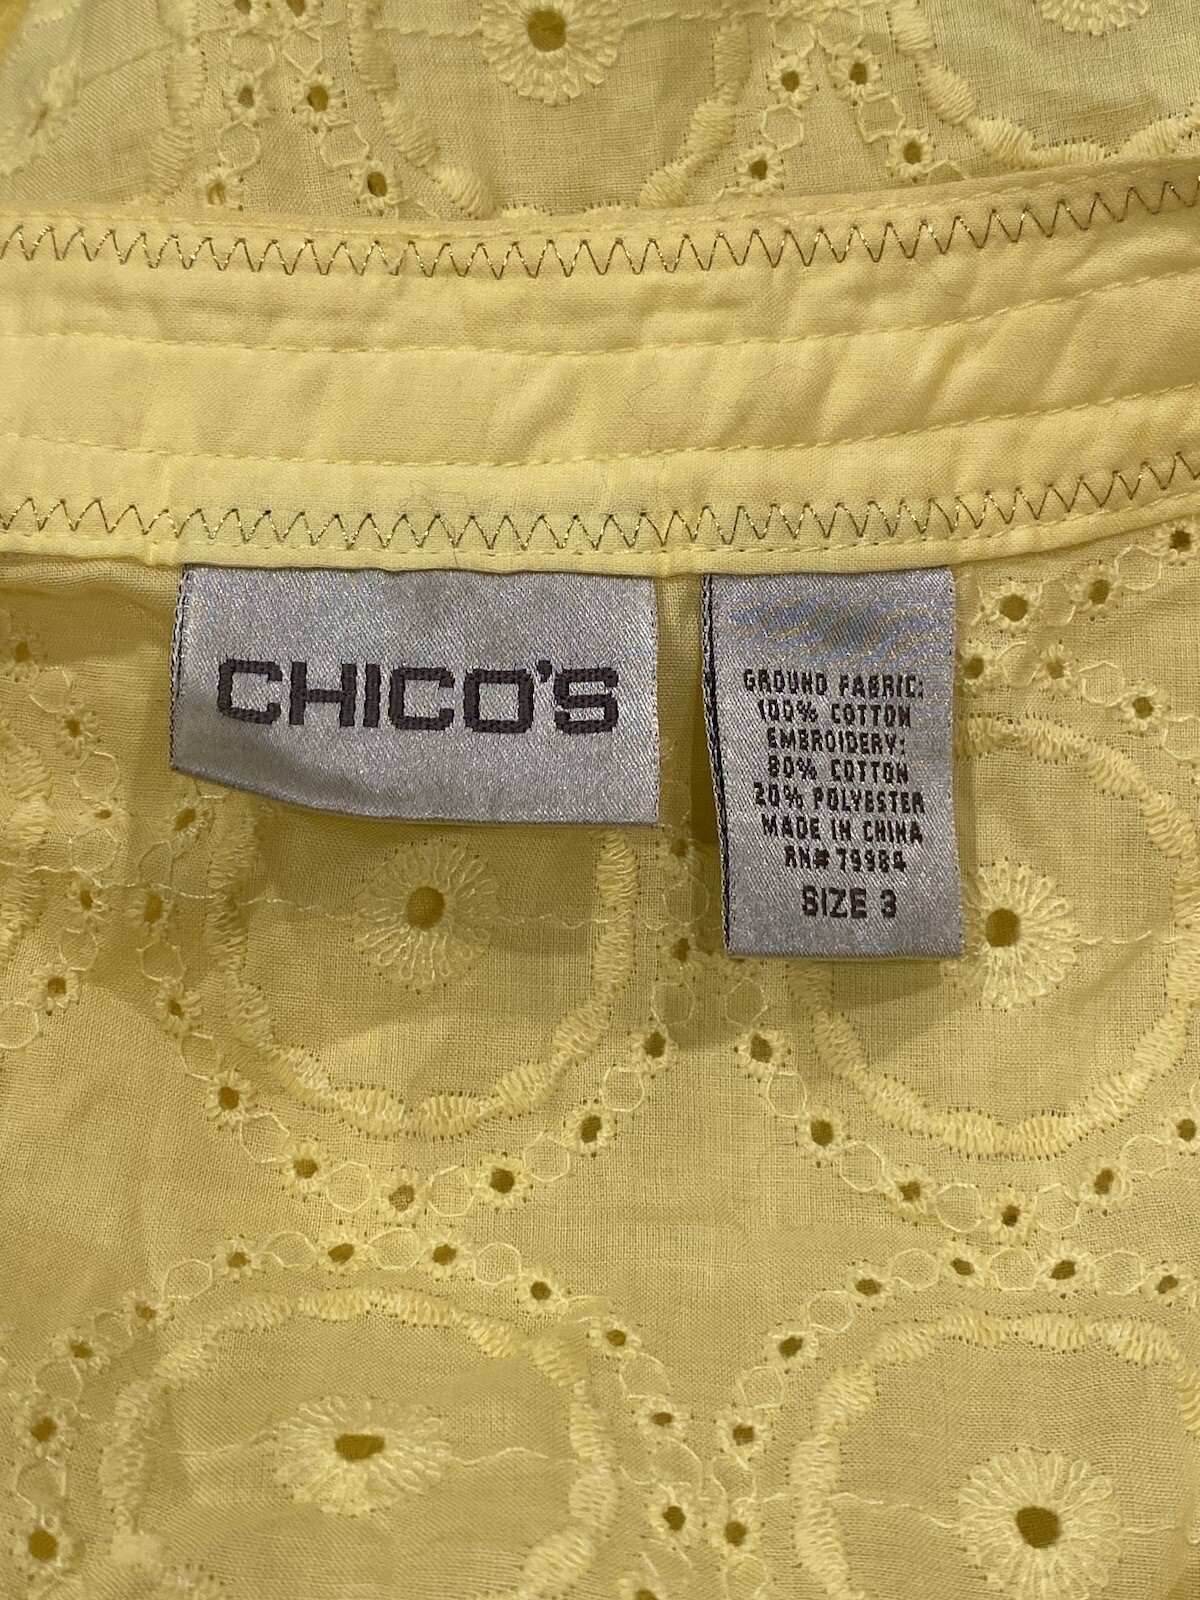 CHICO'S
GROUND FABRIC:
100% COTTON
EMBROIDERY:
80% COTTON
20% POLYESTER
MADE IN CHINA
RN# 79984
SIZE 3